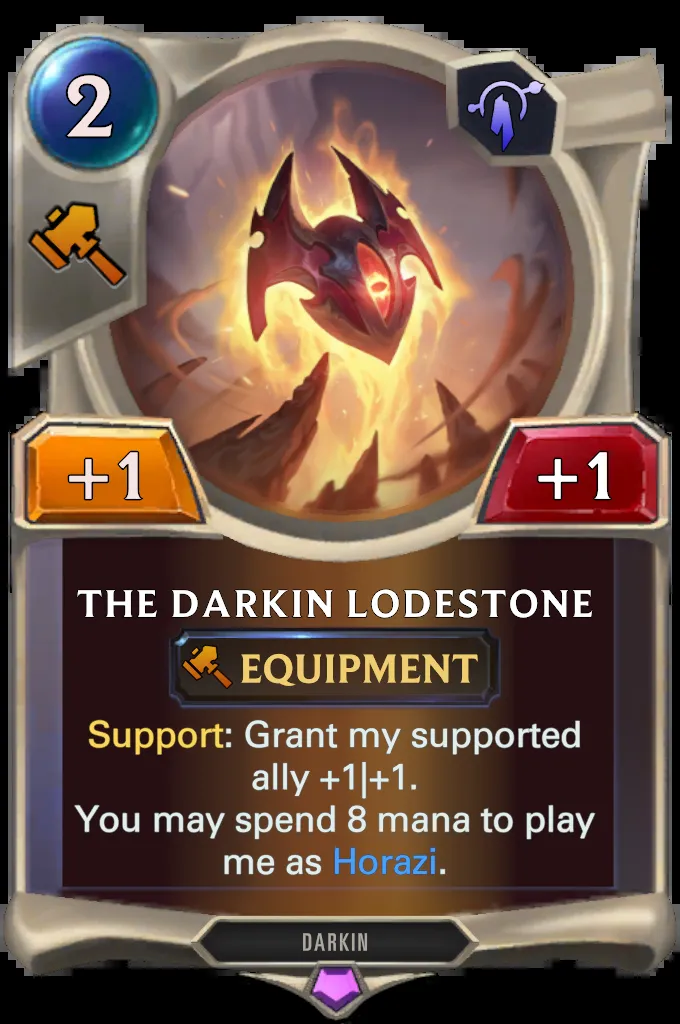 2
+1
+1
THE DARKIN LODESTONE
EQUIPMENT
Support: Grant my supported
ally +1|+1.
You may spend 8 mana to play
me as Horazi.
DARKIN